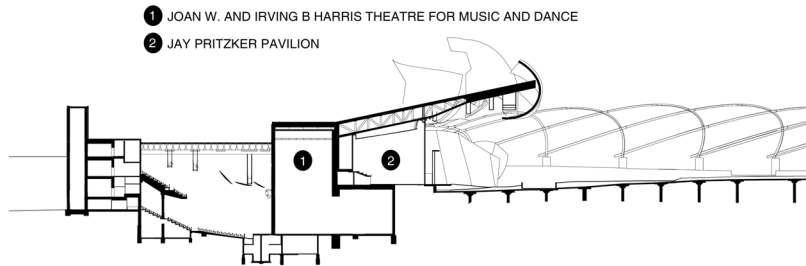 1 JOAN W. AND IRVING B HARRIS THEATRE FOR MUSIC AND DANCE
2 JAY PRITZKER PAVILION
1
2